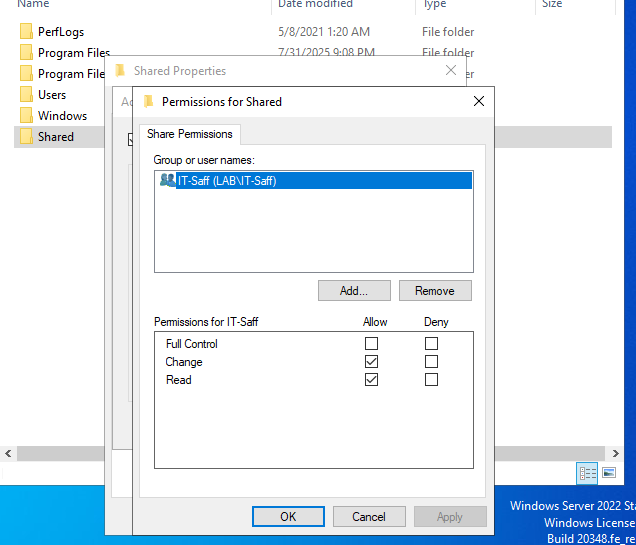 Name Date modified Type Size
PerfLogs 5/8/2021 1:20 AM File folder
Program Files 7/31/2025 9:08 PM File folder
Program File
Users
Windows
Shared
Shared Properties
Permissions for Shared
Share Permissions
Group or user names:
IT-Saff (LAB\IT-Saff)
Add... Remove
Permissions for IT-Saff Allow Deny
Full Control
Change
Read
OK Cancel Apply
Windows Server 2022 Sta
Windows License
Build 20348.fe_re